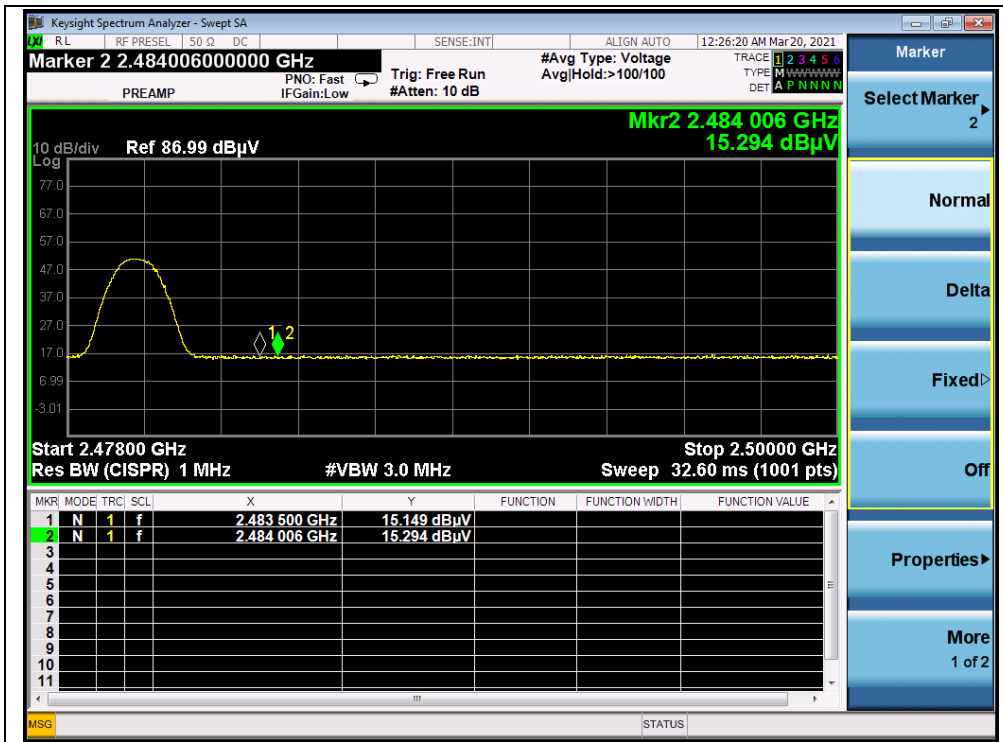 Keysight Spectrum Analyzer - Swept SA
LXI RL RF PRESEL 50 Ω DC SENSE:INT ALIGN AUTO 12:26:20 AM Mar 20, 2021
Marker 2 2.484006000000 GHz
PREAMP
PNO: Fast
IFGain:Low
Trig: Free Run
#Atten: 10 dB
#Avg Type: Voltage
Avg|Hold:>100/100
TRACE 1 2 3 4 5 6
TYPE M WWWWW
DET A P N N N N
Mkr2 2.484 006 GHz
15.294 dBµV
10 dB/div Ref 86.99 dBµV
Log
77.0
67.0
57.0
47.0
37.0
27.0
17.0
6.99
-3.01
1 2
Start 2.47800 GHz Stop 2.50000 GHz
Res BW (CISPR) 1 MHz #VBW 3.0 MHz Sweep 32.60 ms (1001 pts)
MKR MODE TRC SCL X Y FUNCTION FUNCTION WIDTH FUNCTION VALUE
1 N 1 f 2.483 500 GHz 15.149 dBµV
2 N 1 f 2.484 006 GHz 15.294 dBµV
3
4
5
6
7
8
9
10
11
MSG STATUS
Marker
Select Marker
2
Normal
Delta
Fixed
Off
Properties
More
1 of 2